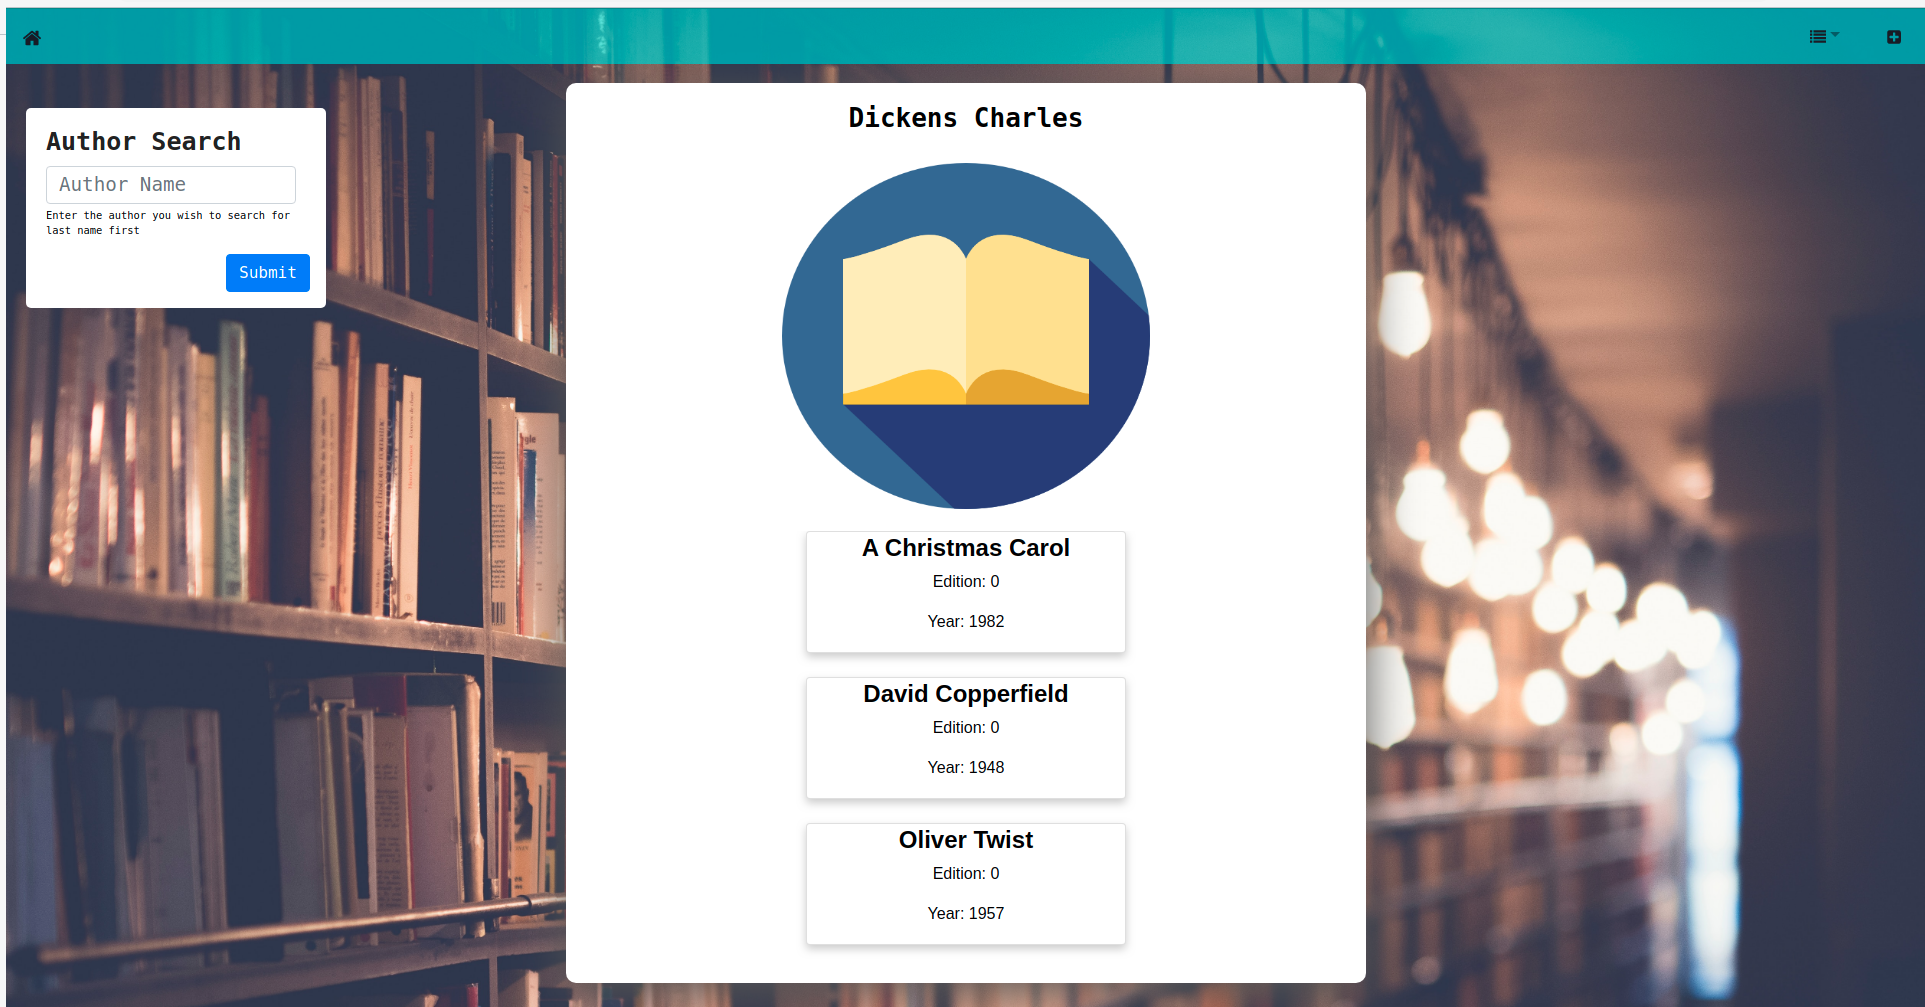 Author Search
Author Name
Enter the author you wish to search for
last name first
Submit
Dickens Charles
A Christmas Carol
Edition: 0
Year: 1982
David Copperfield
Edition: 0
Year: 1948
Oliver Twist
Edition: 0
Year: 1957